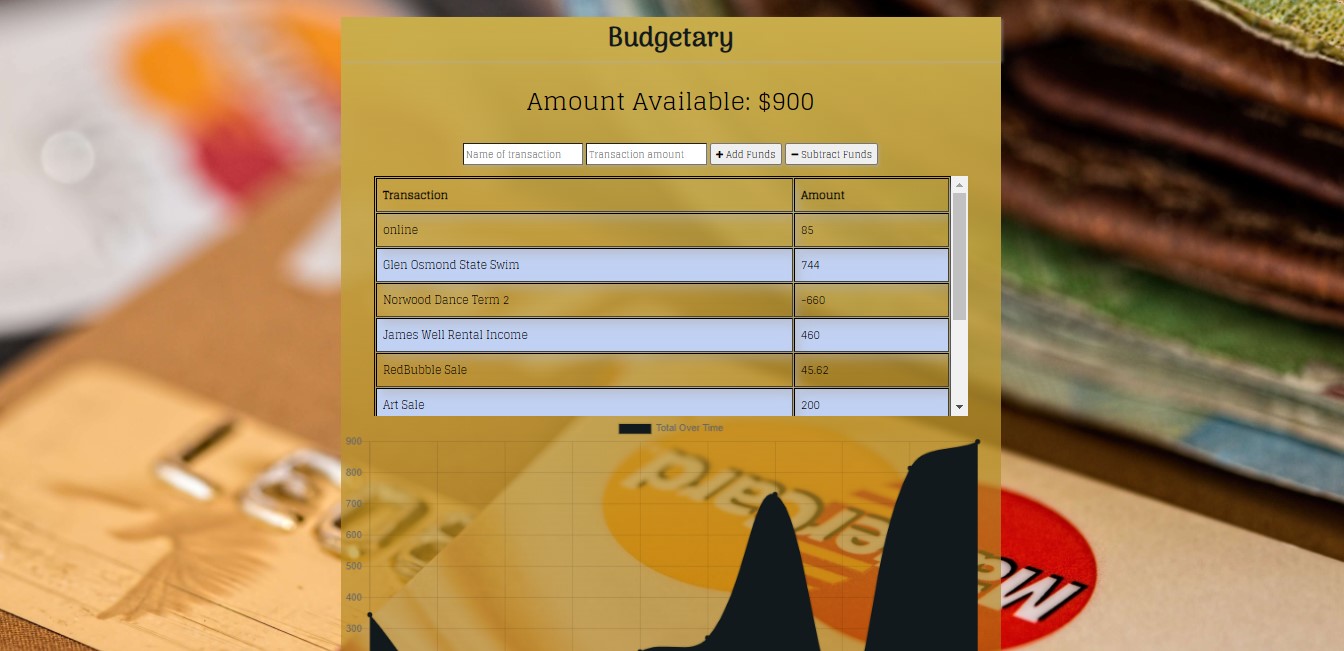 Budgetary
Amount Available: $900
Name of transaction Transaction amount + Add Funds − Subtract Funds
Transaction Amount
online 85
Glen Osmond State Swim 744
Norwood Dance Term 2 -660
James Well Rental Income 460
RedBubble Sale 45.62
Art Sale 200
Total Over Time
900
800
700
600
500
400
300